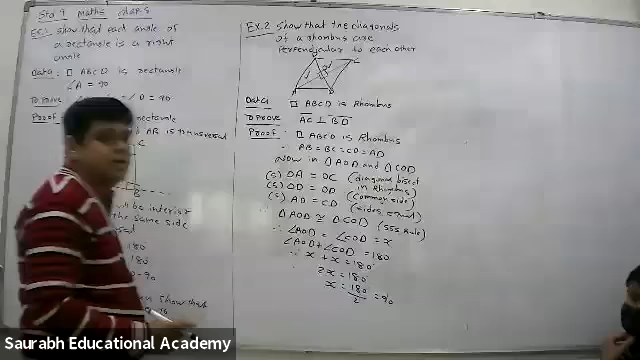 Std 9 Maths chap. 8
Ex.1 Show that each angle of
a rectangle is a right
angle
Data: □ ABCD is rectangle
∠A = 90
To prove
∠D = 90
Proof
rectangle
AB is transversal
C
will be interior
the same side
180
180
90
show that
Ex.2 Show that the diagonals
of a rhombus are
Perpendicular to each other
C
A
B
Data □ ABCD is Rhombus
To prove AC ⊥ BD
Proof: □ ABCD is Rhombus
∴ AB = BC = CD = AD
Now in △AOD and △COD
(S) OA = OC (diagonal bisect in Rhombus)
(S) OD = OD (Common side)
(S) AD = CD (sides equal)
∴ △AOD ≅ △COD (SSS Rule)
∴ ∠AOD = ∠COD = x
∠AOD + ∠COD = 180
∴ x + x = 180
2x = 180
x = 180/2 = 90
Saurabh Educational Academy